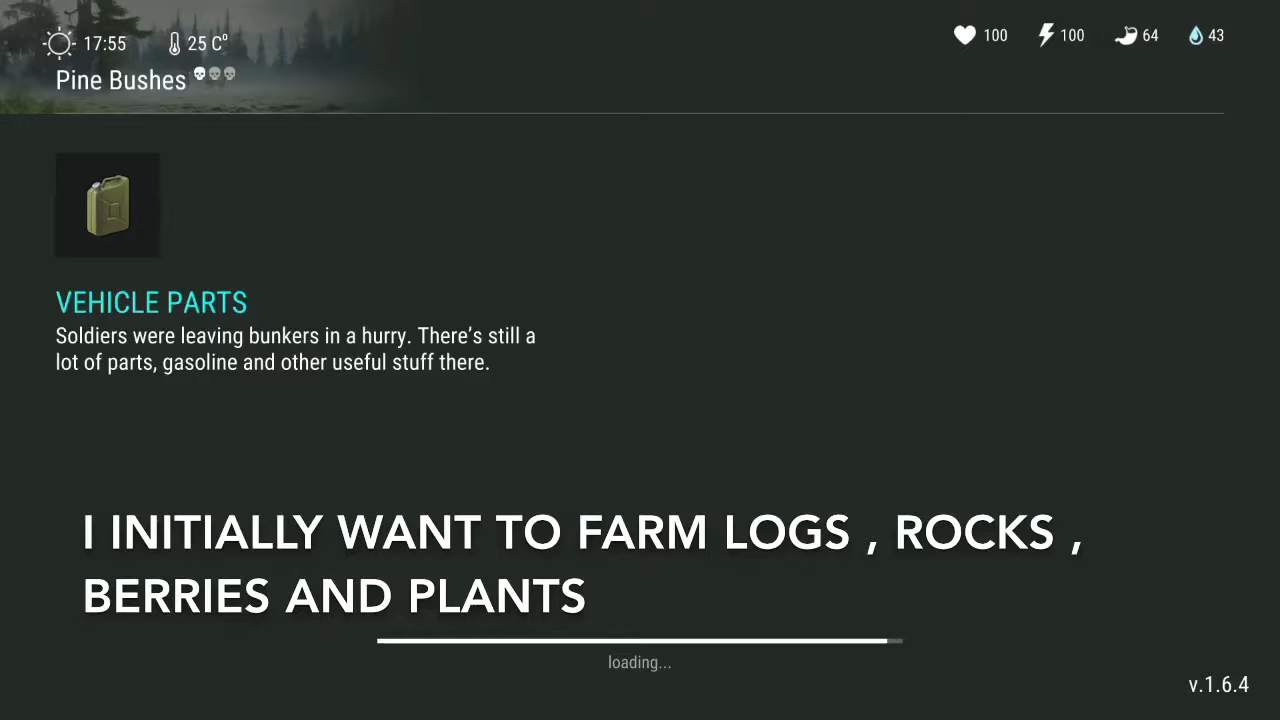 17:55 25 C° 100 100 64 43
Pine Bushes
VEHICLE PARTS
Soldiers were leaving bunkers in a hurry. There's still a
lot of parts, gasoline and other useful stuff there.
I INITIALLY WANT TO FARM LOGS , ROCKS ,
BERRIES AND PLANTS
loading...
v.1.6.4